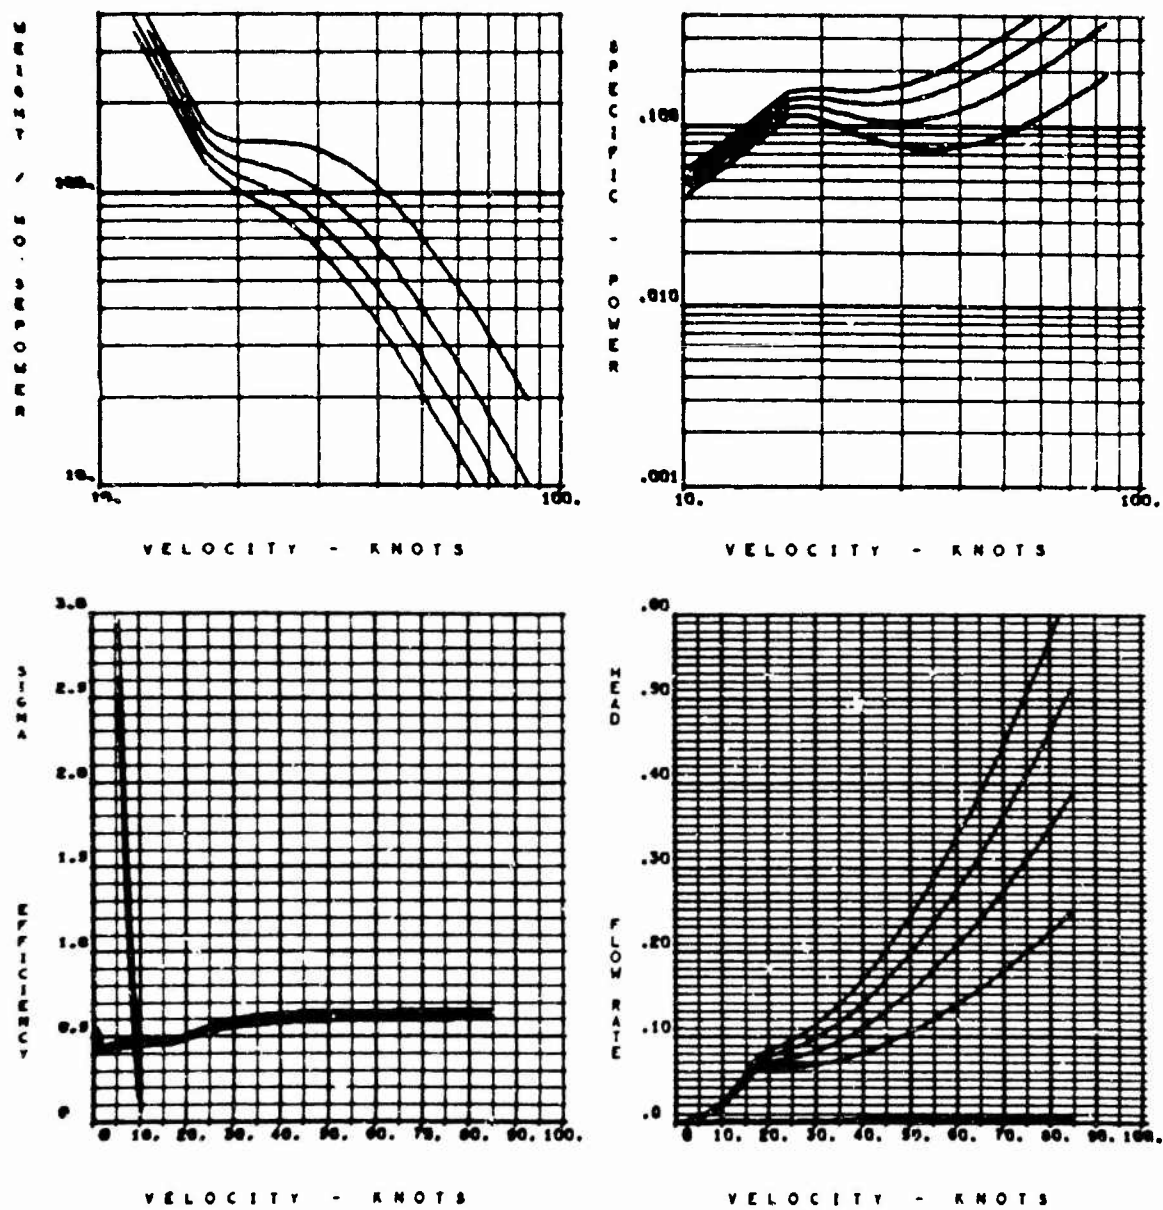 WEIGHT / HORSEPOWER
100.
10.
10.
100.
VELOCITY - KNOTS
SPECIFIC - POWER
.100
.010
.001
10.
100.
VELOCITY - KNOTS
SIGMA
EFFICIENCY
3.0
2.5
2.0
1.5
1.0
0.5
0
0 10. 20. 30. 40. 50. 60. 70. 80. 90. 100.
VELOCITY - KNOTS
HEAD
FLOW RATE
.60
.50
.40
.30
.20
.10
.0
0 10. 20. 30. 40. 50. 60. 70. 80. 90. 100.
VELOCITY - KNOTS